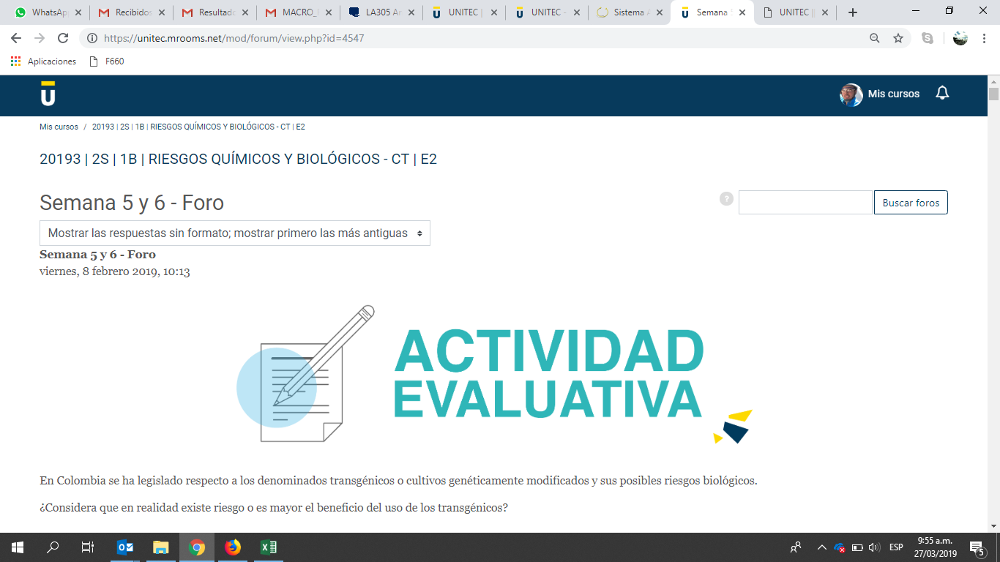 WhatsApp
Recibidos
Resultado
MACRO_
LA305 An
UNITEC |
UNITEC -
Sistema A
Semana 5
UNITEC ||
https://unitec.mrooms.net/mod/forum/view.php?id=4547
Aplicaciones
F660
U
Mis cursos
Mis cursos / 20193 | 2S | 1B | RIESGOS QUÍMICOS Y BIOLÓGICOS - CT | E2
20193 | 2S | 1B | RIESGOS QUÍMICOS Y BIOLÓGICOS - CT | E2
Semana 5 y 6 - Foro
?
Buscar foros
Mostrar las respuestas sin formato; mostrar primero las más antiguas
Semana 5 y 6 - Foro
viernes, 8 febrero 2019, 10:13
ACTIVIDAD
EVALUATIVA
En Colombia se ha legislado respecto a los denominados transgénicos o cultivos genéticamente modificados y sus posibles riesgos biológicos.
¿Considera que en realidad existe riesgo o es mayor el beneficio del uso de los transgénicos?
ESP
9:55 a.m.
27/03/2019
5